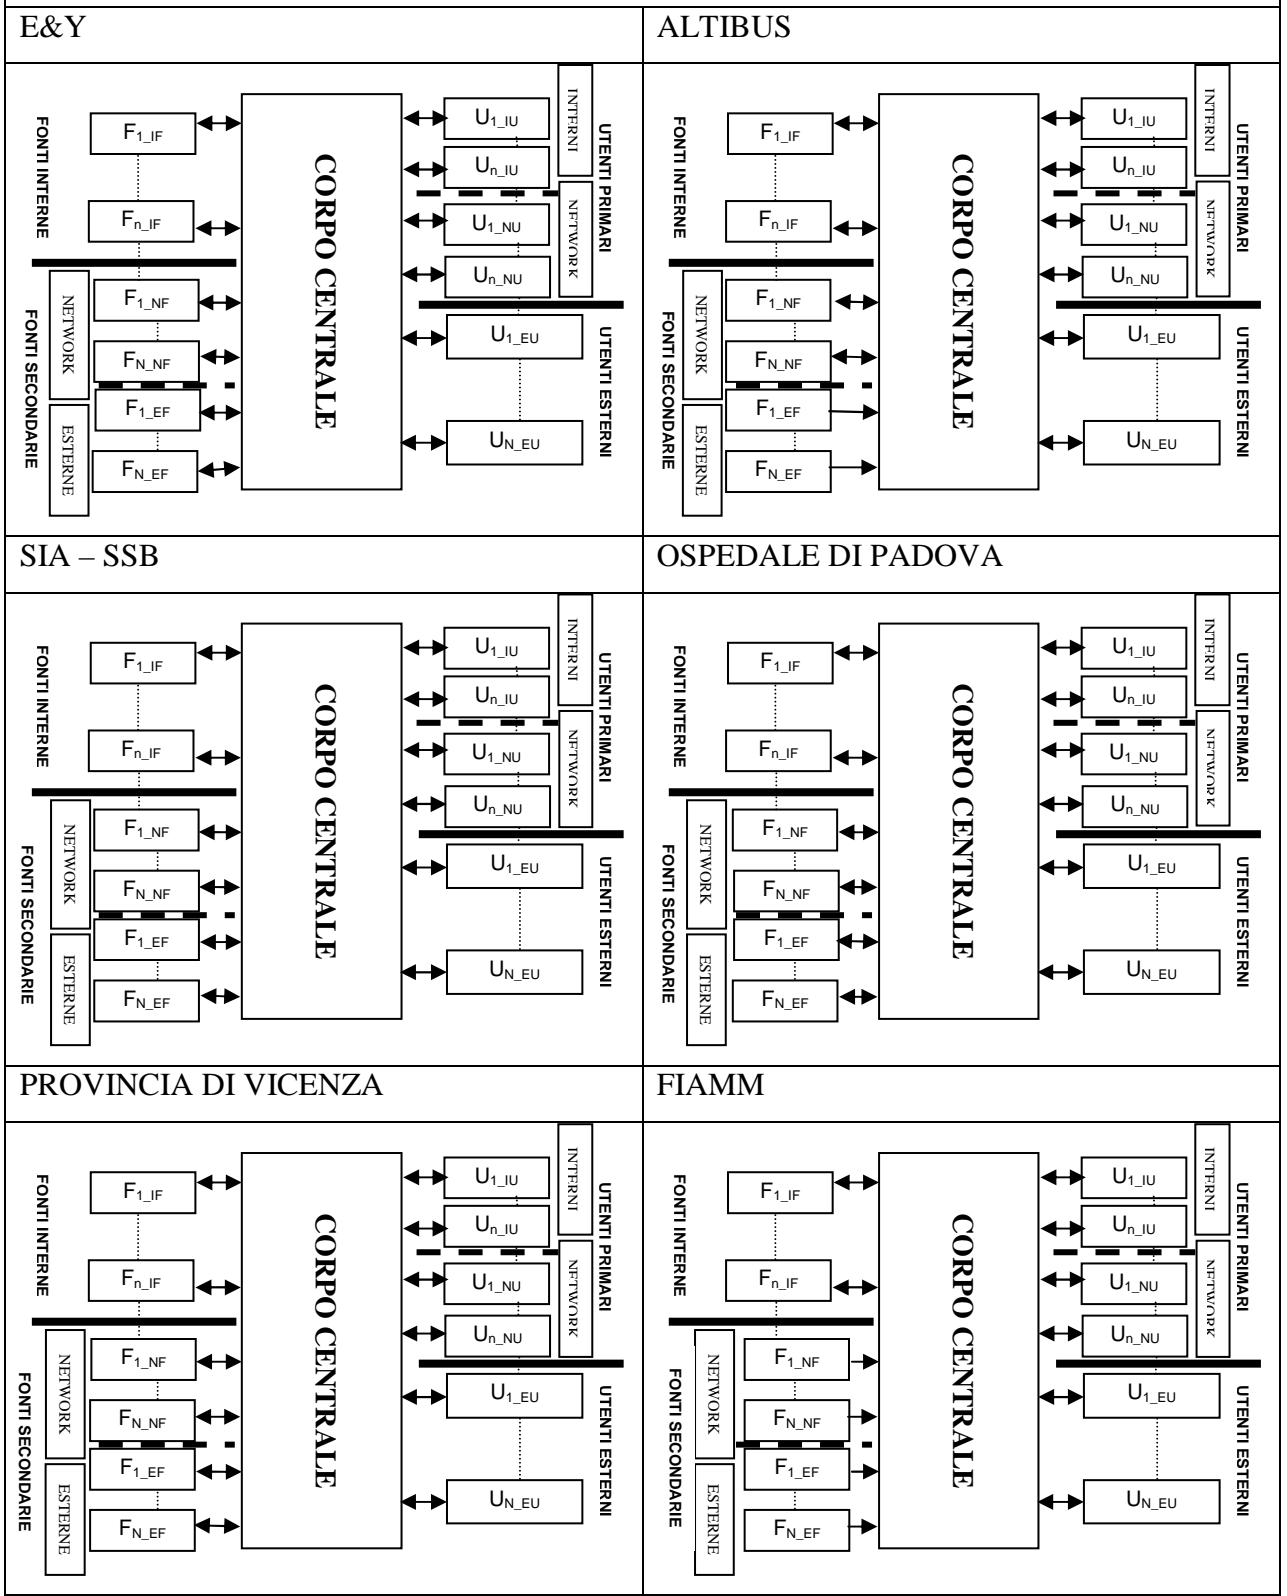 E&Y
FONTI INTERNE
FONTI SECONDARIE
NETWORK
ESTERNE
F1_IF
Fn_IF
F1_NF
FN_NF
F1_EF
FN_EF
CORPO CENTRALE
U1_IU
Un_IU
U1_NU
Un_NU
U1_EU
UN_EU
INTERNI
NETWORK
UTENTI PRIMARI
UTENTI ESTERNI
ALTIBUS
FONTI INTERNE
FONTI SECONDARIE
NETWORK
ESTERNE
F1_IF
Fn_IF
F1_NF
FN_NF
F1_EF
FN_EF
CORPO CENTRALE
U1_IU
Un_IU
U1_NU
Un_NU
U1_EU
UN_EU
INTERNI
NETWORK
UTENTI PRIMARI
UTENTI ESTERNI
SIA – SSB
FONTI INTERNE
FONTI SECONDARIE
NETWORK
ESTERNE
F1_IF
Fn_IF
F1_NF
FN_NF
F1_EF
FN_EF
CORPO CENTRALE
U1_IU
Un_IU
U1_NU
Un_NU
U1_EU
UN_EU
INTERNI
NETWORK
UTENTI PRIMARI
UTENTI ESTERNI
OSPEDALE DI PADOVA
FONTI INTERNE
FONTI SECONDARIE
NETWORK
ESTERNE
F1_IF
Fn_IF
F1_NF
FN_NF
F1_EF
FN_EF
CORPO CENTRALE
U1_IU
Un_IU
U1_NU
Un_NU
U1_EU
UN_EU
INTERNI
NETWORK
UTENTI PRIMARI
UTENTI ESTERNI
PROVINCIA DI VICENZA
FONTI INTERNE
FONTI SECONDARIE
NETWORK
ESTERNE
F1_IF
Fn_IF
F1_NF
FN_NF
F1_EF
FN_EF
CORPO CENTRALE
U1_IU
Un_IU
U1_NU
Un_NU
U1_EU
UN_EU
INTERNI
NETWORK
UTENTI PRIMARI
UTENTI ESTERNI
FIAMM
FONTI INTERNE
FONTI SECONDARIE
NETWORK
ESTERNE
F1_IF
Fn_IF
F1_NF
FN_NF
F1_EF
FN_EF
CORPO CENTRALE
U1_IU
Un_IU
U1_NU
Un_NU
U1_EU
UN_EU
INTERNI
NETWORK
UTENTI PRIMARI
UTENTI ESTERNI